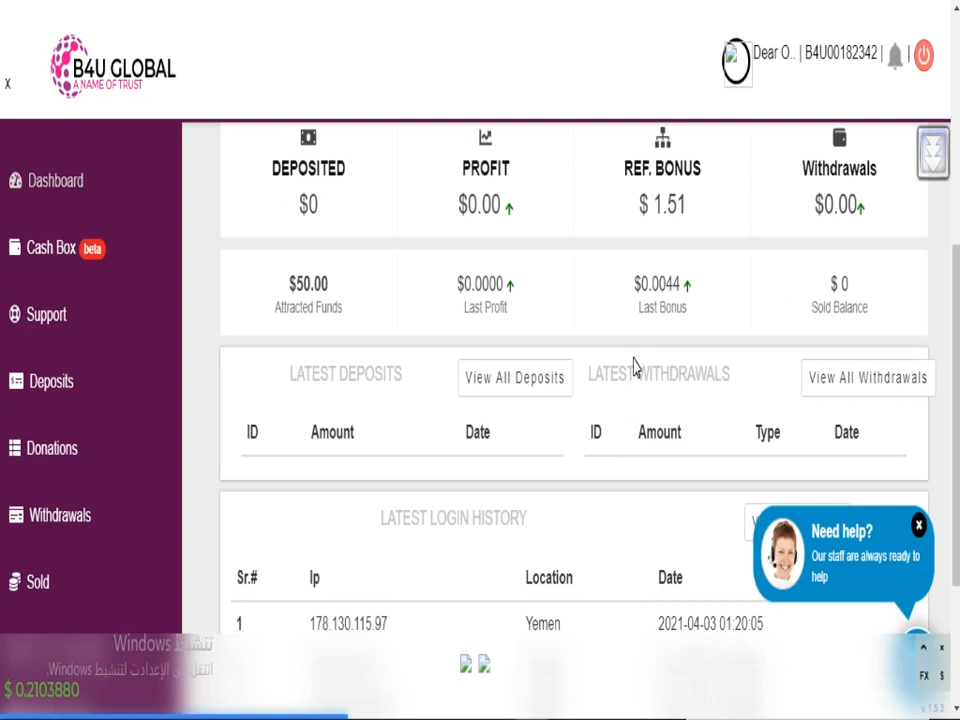 B4U GLOBAL
A NAME OF TRUST
Dear O.. | B4U00182342 |
|
X
Dashboard
Cash Box beta
Support
Deposits
Donations
Withdrawals
Sold
DEPOSITED
$0
PROFIT
$0.00
REF. BONUS
$ 1.51
Withdrawals
$0.00
$50.00
Attracted Funds
$0.0000
Last Profit
$0.0044
Last Bonus
$ 0
Sold Balance
LATEST DEPOSITS
View All Deposits
ID Amount Date
LATEST WITHDRAWALS
View All Withdrawals
ID Amount Type Date
LATEST LOGIN HISTORY
Sr.# Ip Location Date
1 178.130.115.97 Yemen 2021-04-03 01:20:05
Need help?
Our staff are always ready to
help
تنشيط Windows
انتقل إلى الإعدادات لتنشيط Windows.
$ 0.2103880
^ x
FX $
v 1.5.3